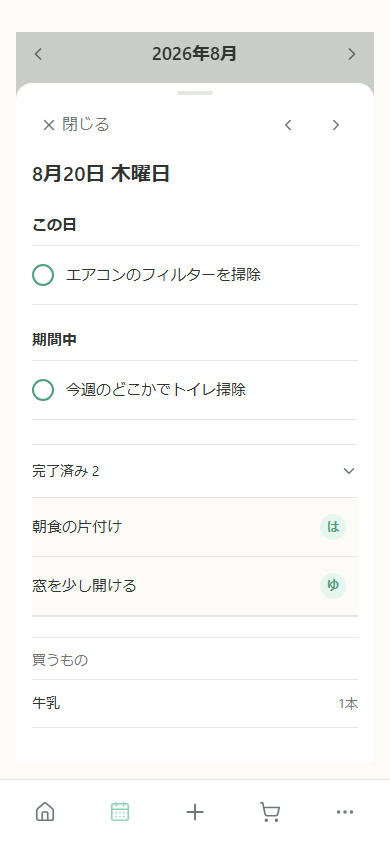 2026年8月
閉じる
8月20日 木曜日
この日
エアコンのフィルターを掃除
期間中
今週のどこかでトイレ掃除
完了済み 2
朝食の片付け
は
窓を少し開ける
ゆ
買うもの
牛乳
1本